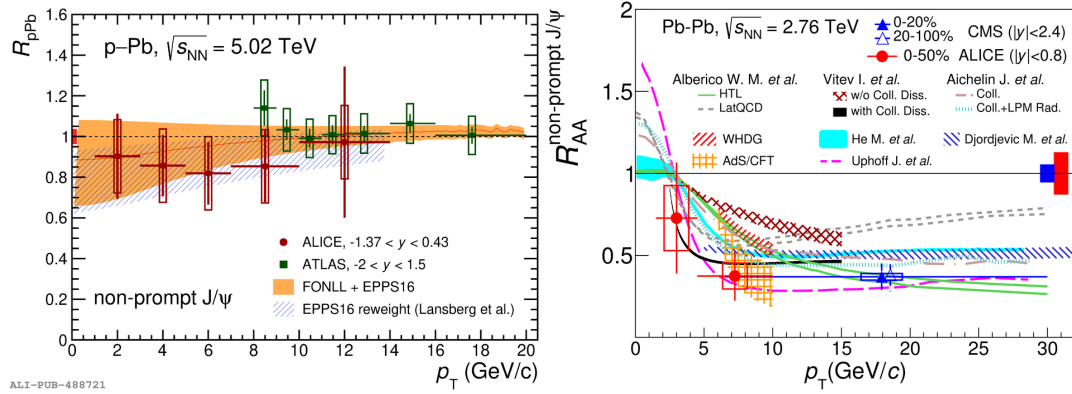 R_pPb
1.6
1.4
1.2
1
0.8
0.6
0.4
0.2
0
p–Pb, √s_NN = 5.02 TeV
ALICE, -1.37 < y < 0.43
ATLAS, -2 < y < 1.5
FONLL + EPPS16
EPPS16 reweight (Lansberg et al.)
non-prompt J/ψ
0 2 4 6 8 10 12 14 16 18 20
p_T (GeV/c)
ALI-PUB-488721
R_AA^non-prompt J/ψ
2
1.5
1
0.5
Pb-Pb, √s_NN = 2.76 TeV
0-20%
20-100%
CMS (|y|<2.4)
0-50%
ALICE (|y|<0.8)
Alberico W. M. et al.
HTL
LatQCD
Vitev I. et al.
w/o Coll. Diss.
with Coll. Diss.
Aichelin J. et al.
Coll.
Coll.+LPM Rad.
WHDG
AdS/CFT
He M. et al.
Uphoff J. et al.
Djordjevic M. et al.
0 5 10 15 20 25 30
p_T(GeV/c)